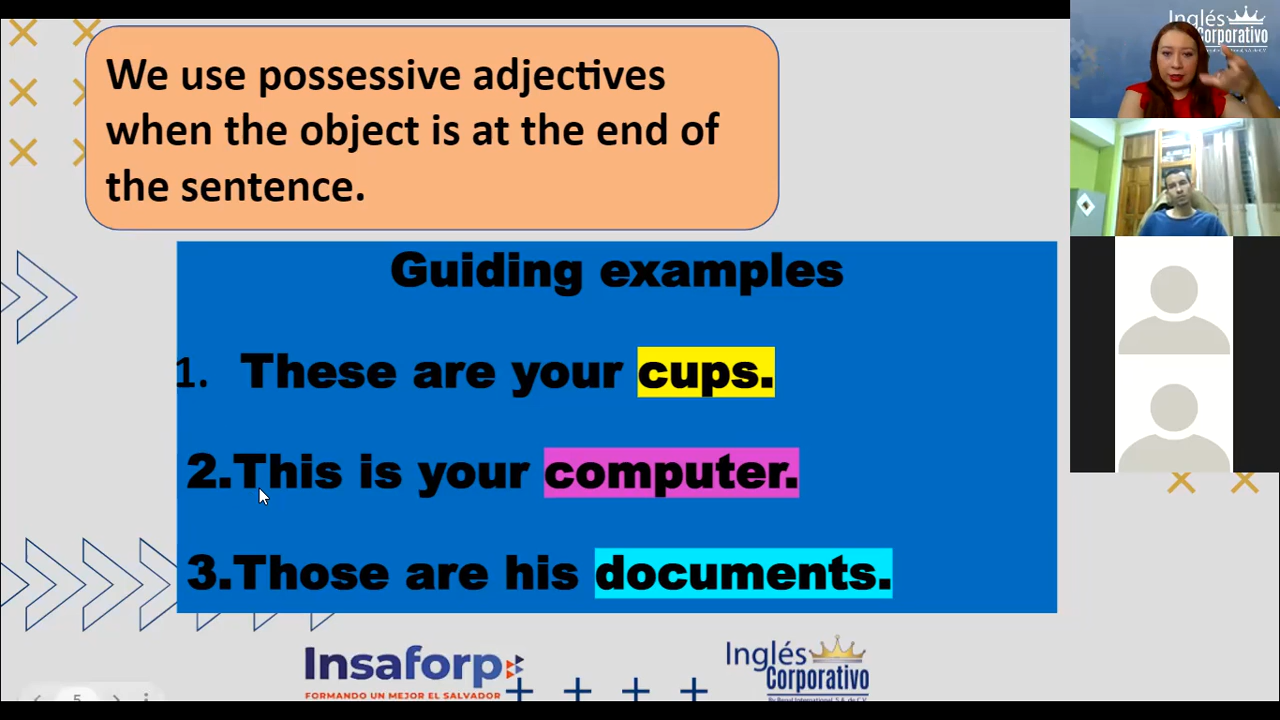 We use possessive adjectives
when the object is at the end of
the sentence.
Guiding examples
1. These are your cups.
2.This is your computer.
3.Those are his documents.
Insaforp
FORMANDO UN MEJOR EL SALVADOR
Inglés
Corporativo
5
Inglés
Corporativo